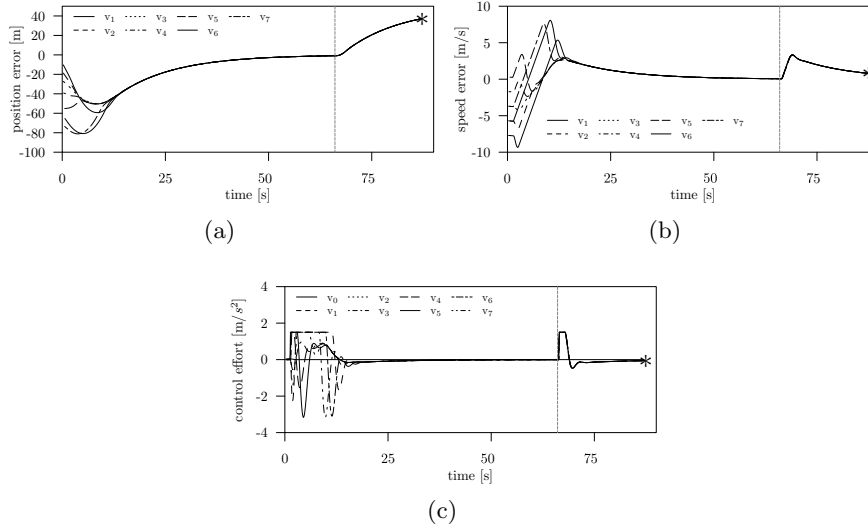 40
20
0
-20
-40
-60
-80
-100
position error [m]
v1 v3 v5 v7
v2 v4 v6
0 25 50 75
time [s]
(a)
10
5
0
-5
-10
speed error [m/s]
v1 v3 v5 v7
v2 v4 v6
0 25 50 75
time [s]
(b)
4
2
0
-2
-4
control effort [m/s²]
v0 v2 v4 v6
v1 v3 v5 v7
0 25 50 75
time [s]
(c)